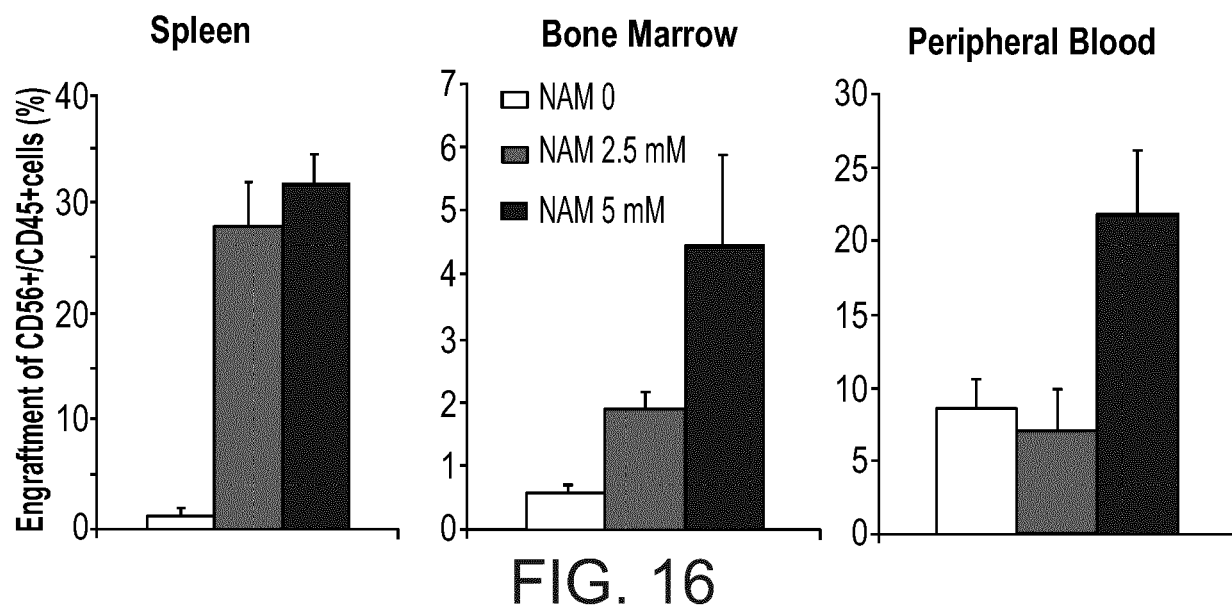 Spleen
Bone Marrow
Peripheral Blood
Engraftment of CD56+/CD45+cells (%)
40
30
20
10
0
7
6
5
4
3
2
1
0
NAM 0
NAM 2.5 mM
NAM 5 mM
30
25
20
15
10
5
0
FIG. 16